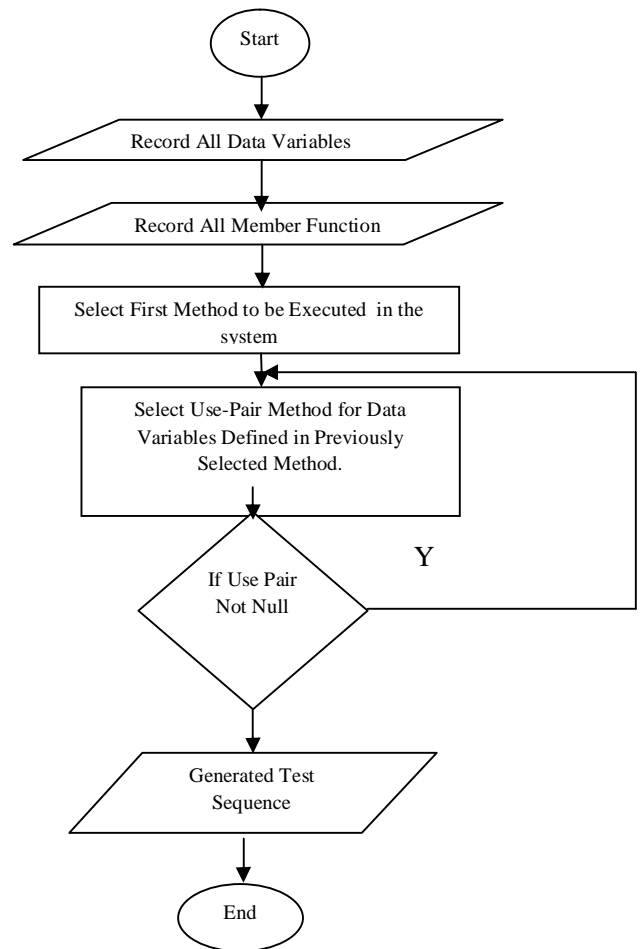 Start
Record All Data Variables
Record All Member Function
Select First Method to be Executed in the
system
Select Use-Pair Method for Data
Variables Defined in Previously
Selected Method.
Y
If Use Pair
Not Null
Generated Test
Sequence
End